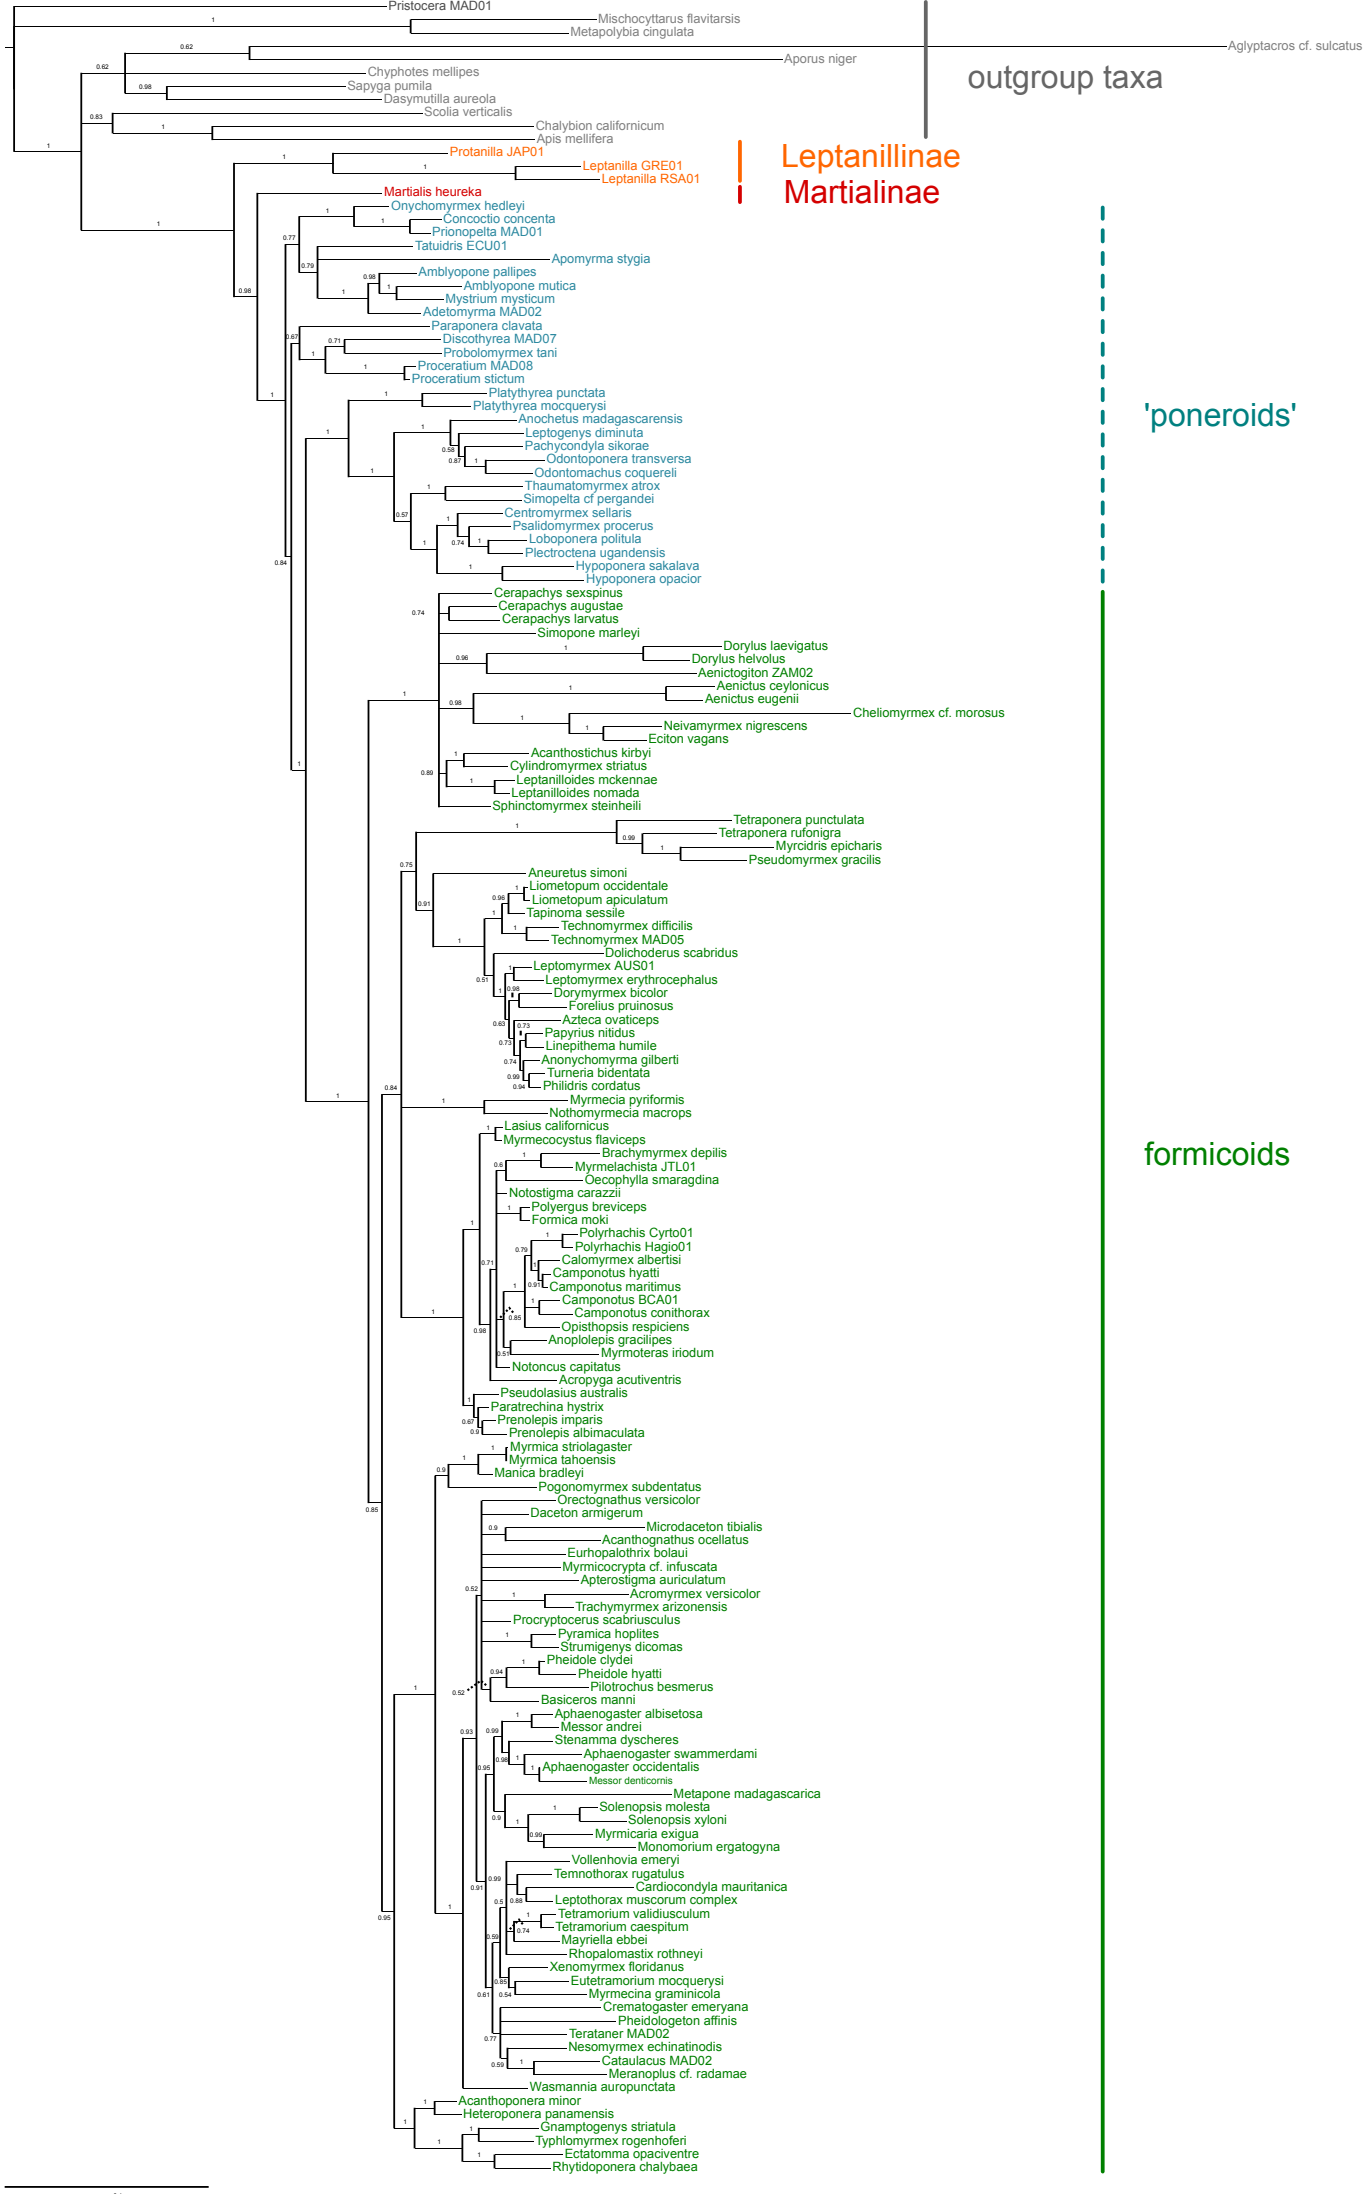 Pristocera MAD01
Mischocyttarus flavitarsis
Metapolybia cingulata
Aglyptacros cf. sulcatus
Aporus niger
Chyphotes mellipes
Sapyga pumila
Dasymutilla aureola
Scolia verticalis
Chalybion californicum
Apis mellifera
outgroup taxa
Protanilla JAP01
Leptanilla GRE01
Leptanilla RSA01
Leptanillinae
Martialis heureka
Martialinae
Onychomyrmex hedleyi
Concoctio concenta
Prionopelta MAD01
Tatuidris ECU01
Apomyrma stygia
Amblyopone pallipes
Amblyopone mutica
Mystrium mysticum
Adetomyrma MAD02
Paraponera clavata
Discothyrea MAD07
Probolomyrmex tani
Proceratium MAD08
Proceratium stictum
Platythyrea punctata
Platythyrea mocquerysi
Anochetus madagascarensis
Leptogenys diminuta
Pachycondyla sikorae
Odontoponera transversa
Odontomachus coquereli
Thaumatomyrmex atrox
Simopelta cf pergandei
Centromyrmex sellaris
Psalidomyrmex procerus
Loboponera politula
Plectroctena ugandensis
Hypoponera sakalava
Hypoponera opacior
'poneroids'
Cerapachys sexspinus
Cerapachys augustae
Cerapachys larvatus
Simopone marleyi
Dorylus laevigatus
Dorylus helvolus
Aenictogiton ZAM02
Aenictus ceylonicus
Aenictus eugenii
Cheliomyrmex cf. morosus
Neivamyrmex nigrescens
Eciton vagans
Acanthostichus kirbyi
Cylindromyrmex striatus
Leptanilloides mckennae
Leptanilloides nomada
Sphinctomyrmex steinheili
Tetraponera punctulata
Tetraponera rufonigra
Myrcidris epicharis
Pseudomyrmex gracilis
Aneuretus simoni
Liometopum occidentale
Liometopum apiculatum
Tapinoma sessile
Technomyrmex difficilis
Technomyrmex MAD05
Dolichoderus scabridus
Leptomyrmex AUS01
Leptomyrmex erythrocephalus
Dorymyrmex bicolor
Forelius pruinosus
Azteca ovaticeps
Papyrius nitidus
Linepithema humile
Anonychomyrma gilberti
Turneria bidentata
Philidris cordatus
Myrmecia pyriformis
Nothomyrmecia macrops
Lasius californicus
Myrmecocystus flaviceps
Brachymyrmex depilis
Myrmelachista JTL01
Oecophylla smaragdina
Notostigma carazzii
Polyergus breviceps
Formica moki
Polyrhachis Cyrto01
Polyrhachis Hagio01
Calomyrmex albertisi
Camponotus hyatti
Camponotus maritimus
Camponotus BCA01
Camponotus conithorax
Opisthopsis respiciens
Anoplolepis gracilipes
Myrmoteras iriodum
Notoncus capitatus
Acropyga acutiventris
Pseudolasius australis
Paratrechina hystrix
Prenolepis imparis
Prenolepis albimaculata
formicoids
Myrmica striolagaster
Myrmica tahoensis
Manica bradleyi
Pogonomyrmex subdentatus
Orectognathus versicolor
Daceton armigerum
Microdaceton tibialis
Acanthognathus ocellatus
Eurhopalothrix bolaui
Myrmicocrypta cf. infuscata
Apterostigma auriculatum
Acromyrmex versicolor
Trachymyrmex arizonensis
Procryptocerus scabriusculus
Pyramica hoplites
Strumigenys dicomas
Pheidole clydei
Pheidole hyatti
Pilotrochus besmerus
Basiceros manni
Aphaenogaster albisetosa
Messor andrei
Stenamma dyscheres
Aphaenogaster swammerdami
Aphaenogaster occidentalis
Messor denticornis
Metapone madagascarica
Solenopsis molesta
Solenopsis xyloni
Myrmicaria exigua
Monomorium ergatogyna
Vollenhovia emeryi
Temnothorax rugatulus
Cardiocondyla mauritanica
Leptothorax muscorum complex
Tetramorium validiusculum
Tetramorium caespitum
Mayriella ebbei
Rhopalomastix rothneyi
Xenomyrmex floridanus
Eutetramorium mocquerysi
Myrmecina graminicola
Crematogaster emeryana
Pheidologeton affinis
Terataner MAD02
Nesomyrmex echinatinodis
Cataulacus MAD02
Meranoplus cf. radamae
Wasmannia auropunctata
Acanthoponera minor
Heteroponera panamensis
Gnamptogenys striatula
Typhlomyrmex rogenhoferi
Ectatomma opaciventre
Rhytidoponera chalybaea